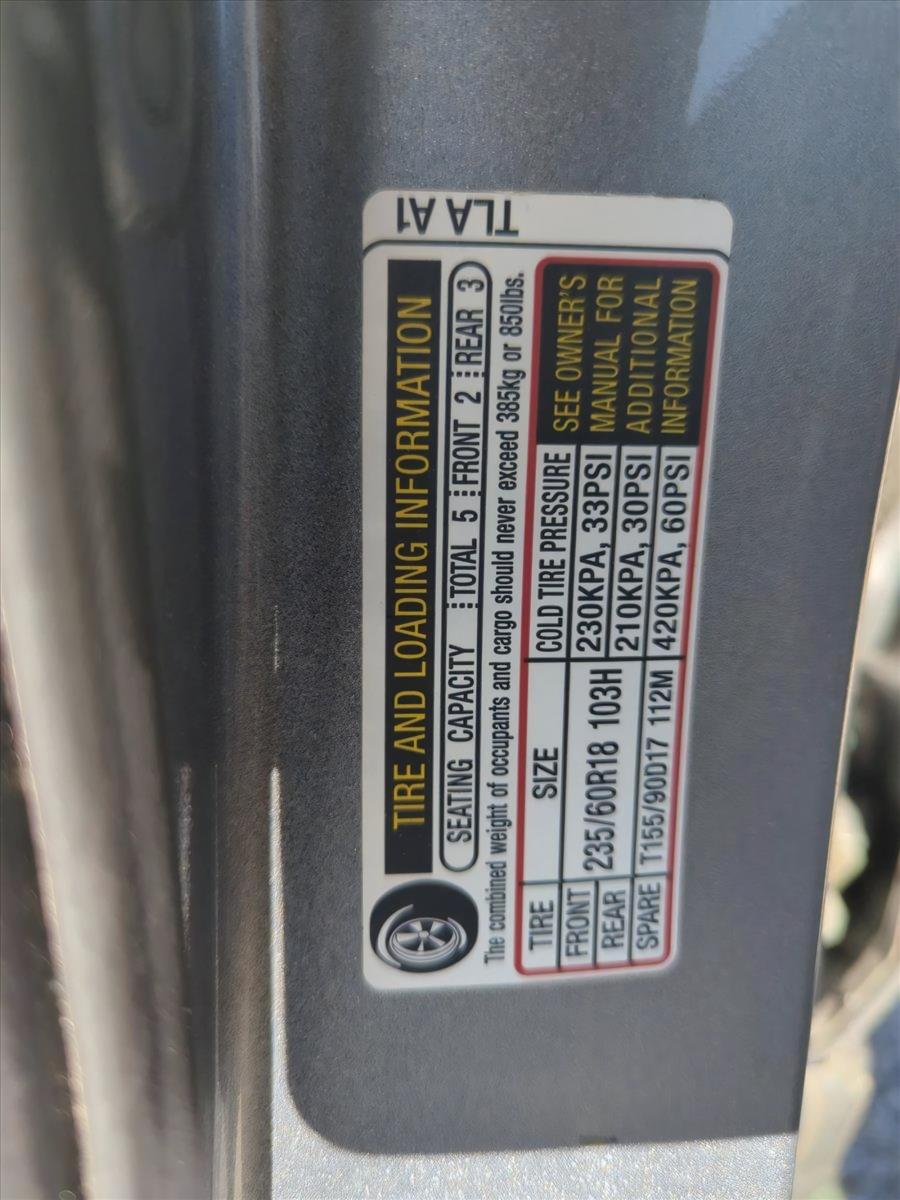 TLA A1
TIRE AND LOADING INFORMATION
SEATING CAPACITY TOTAL 5 FRONT 2 REAR 3
The combined weight of occupants and cargo should never exceed 385kg or 850lbs.
TIRE SIZE COLD TIRE PRESSURE
FRONT 235/60R18 103H 230KPA, 33PSI
REAR 210KPA, 30PSI
SPARE T155/90D17 112M 420KPA, 60PSI
SEE OWNER'S
MANUAL FOR
ADDITIONAL
INFORMATION